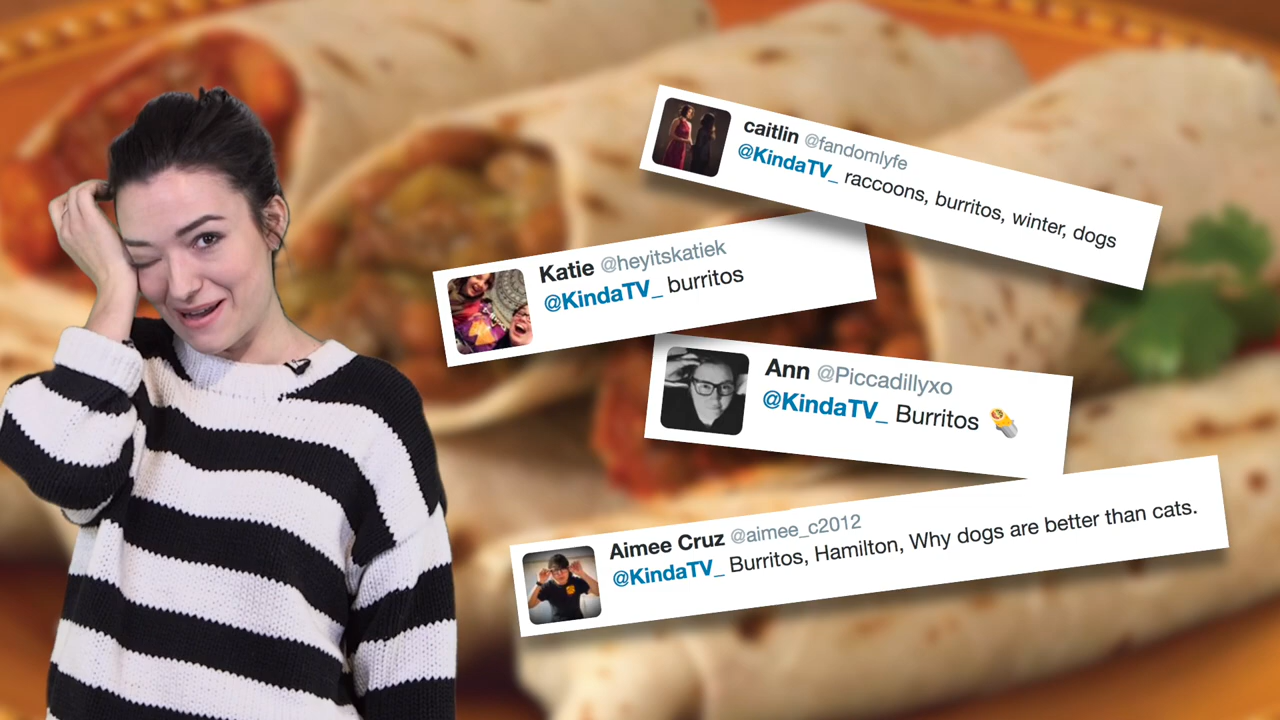 caitlin @fandomlyfe
@KindaTV_ raccoons, burritos, winter, dogs
Katie @heyitskatiek
@KindaTV_ burritos
Ann @Piccadillyxo
@KindaTV_ Burritos 🌯
Aimee Cruz @aimee_c2012
@KindaTV_ Burritos, Hamilton, Why dogs are better than cats.